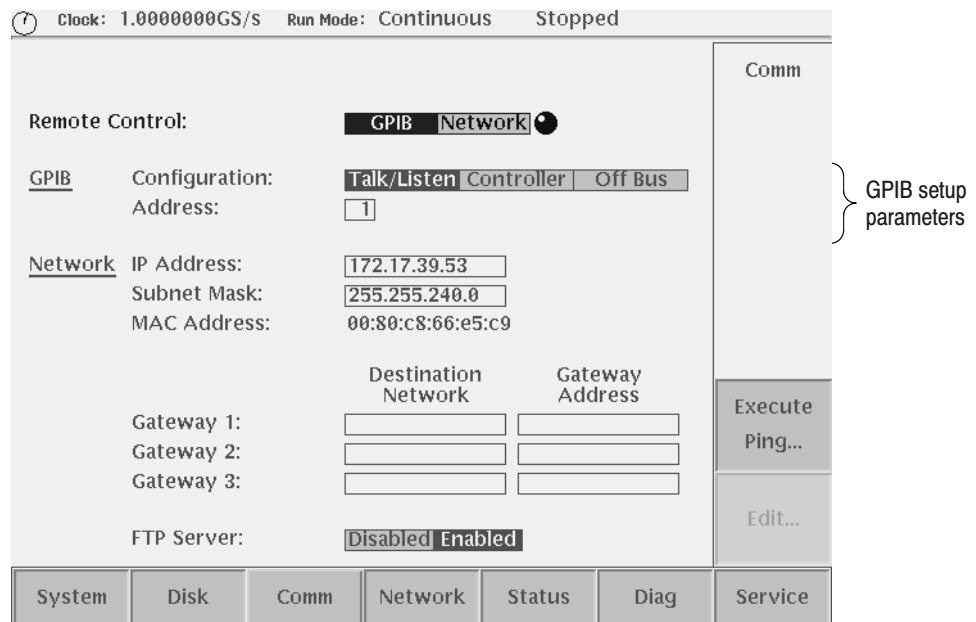 Clock: 1.0000000GS/s Run Mode: Continuous Stopped
Comm
Remote Control: GPIB Network
GPIB Configuration: Talk/Listen Controller Off Bus
Address: 1
GPIB setup
parameters
Network IP Address: 172.17.39.53
Subnet Mask: 255.255.240.0
MAC Address: 00:80:c8:66:e5:c9
Destination Gateway
Network Address
Gateway 1:
Gateway 2:
Gateway 3:
Execute
Ping...
Edit...
FTP Server: Disabled Enabled
System Disk Comm Network Status Diag Service